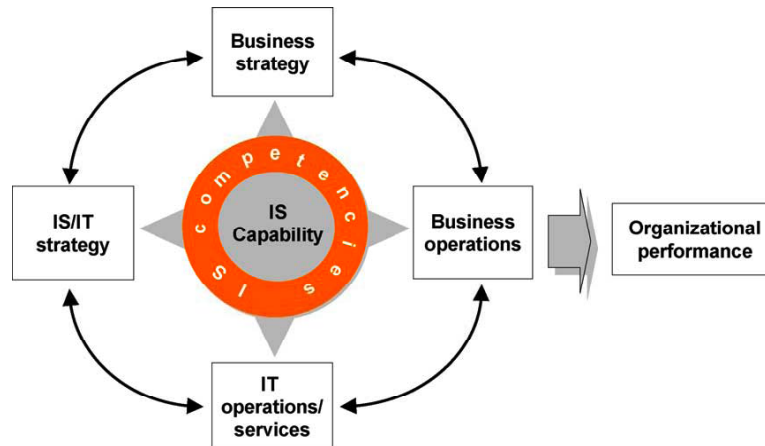 Business
strategy
IS competencies
IS/IT
strategy
IS
Capability
Business
operations
Organizational
performance
IT
operations/
services